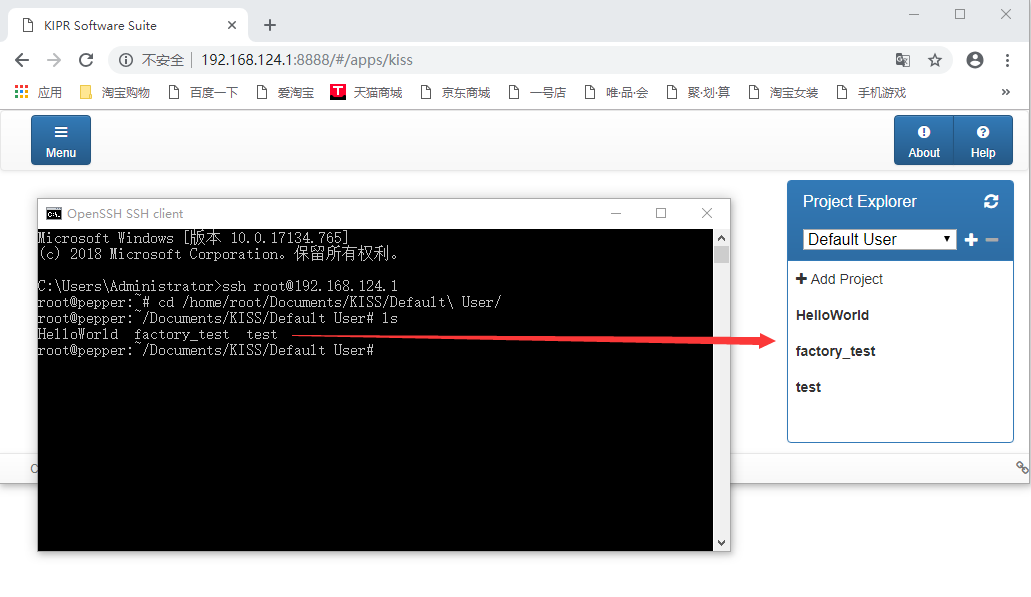 KIPR Software Suite
不安全 192.168.124.1:8888/#/apps/kiss
应用 淘宝购物 百度一下 爱淘宝 T 天猫商城 京东商城 一号店 唯·品·会 聚·划·算 淘宝女装 手机游戏 »
Menu About Help
Project Explorer
Default User
Add Project
HelloWorld
factory_test
test
OpenSSH SSH client
Microsoft Windows [版本 10.0.17134.765]
(c) 2018 Microsoft Corporation。保留所有权利。
C:\Users\Administrator>ssh root@192.168.124.1
root@pepper:~# cd /home/root/Documents/KISS/Default\ User/
root@pepper:~/Documents/KISS/Default User# ls
HelloWorld factory_test test
root@pepper:~/Documents/KISS/Default User#